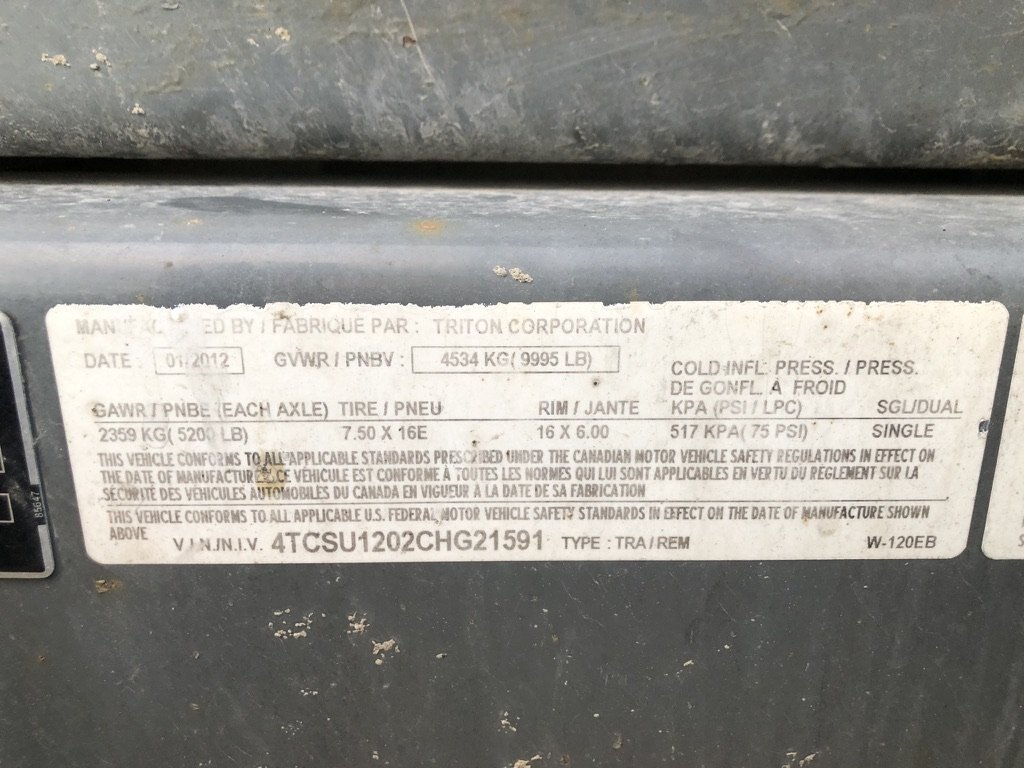 MANUFACTURED BY / FABRIQUE PAR : TRITON CORPORATION
DATE : 01/2012 GVWR / PNBV : 4534 KG( 9995 LB)
COLD INFL. PRESS. / PRESS.
DE GONFL. À FROID
GAWR / PNBE (EACH AXLE) TIRE / PNEU RIM / JANTE KPA (PSI / LPC) SGL/DUAL
2359 KG( 5200 LB) 7.50 X 16E 16 X 6.00 517 KPA( 75 PSI) SINGLE
THIS VEHICLE CONFORMS TO ALL APPLICABLE STANDARDS PRESCRIBED UNDER THE CANADIAN MOTOR VEHICLE SAFETY REGULATIONS IN EFFECT ON
THE DATE OF MANUFACTURE CE VÉHICULE EST CONFORME À TOUTES LES NORMES QUI LUI SONT APPLICABLES EN VERTU DU RÈGLEMENT SUR LA
SÉCURITÉ DES VÉHICULES AUTOMOBILES DU CANADA EN VIGUEUR À LA DATE DE SA FABRICATION
THIS VEHICLE CONFORMS TO ALL APPLICABLE U.S. FEDERAL MOTOR VEHICLE SAFETY STANDARDS IN EFFECT ON THE DATE OF MANUFACTURE SHOWN
ABOVE V.I.N./N.I.V. 4TCSU1202CHG21591 TYPE : TRA / REM W-120EB
85647